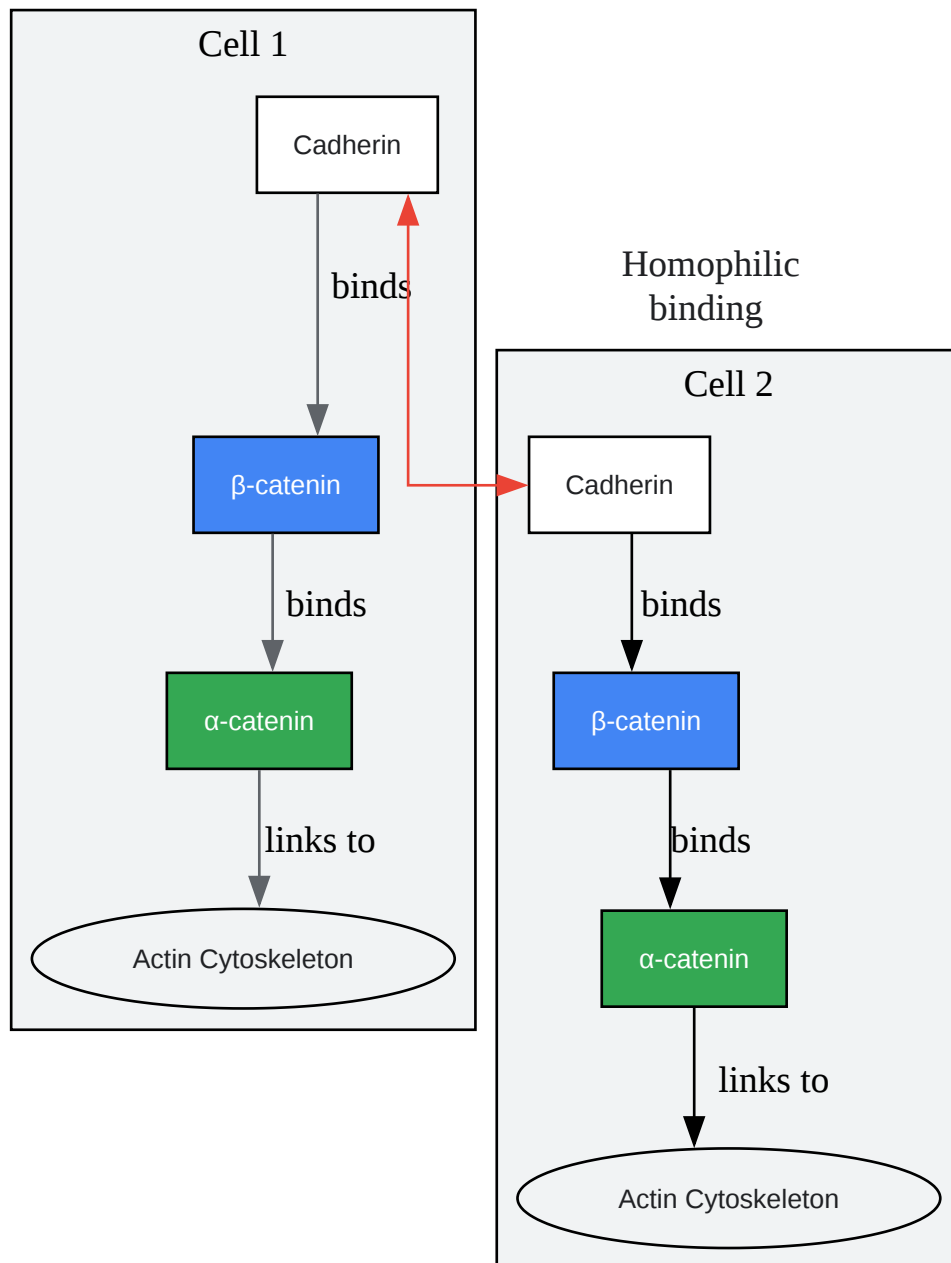 Cell 1
Cadherin
binds
β-catenin
binds
α-catenin
links to
Actin Cytoskeleton
Homophilic
binding
Cell 2
Cadherin
binds
β-catenin
binds
α-catenin
links to
Actin Cytoskeleton